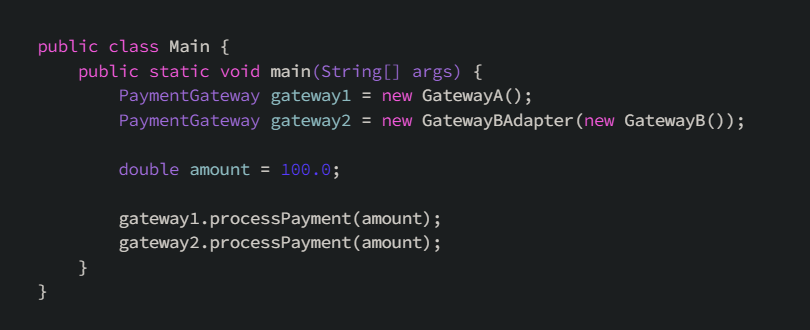 public class Main {
    public static void main(String[] args) {
        PaymentGateway gateway1 = new GatewayA();
        PaymentGateway gateway2 = new GatewayBAdapter(new GatewayB());

        double amount = 100.0;

        gateway1.processPayment(amount);
        gateway2.processPayment(amount);
    }
}